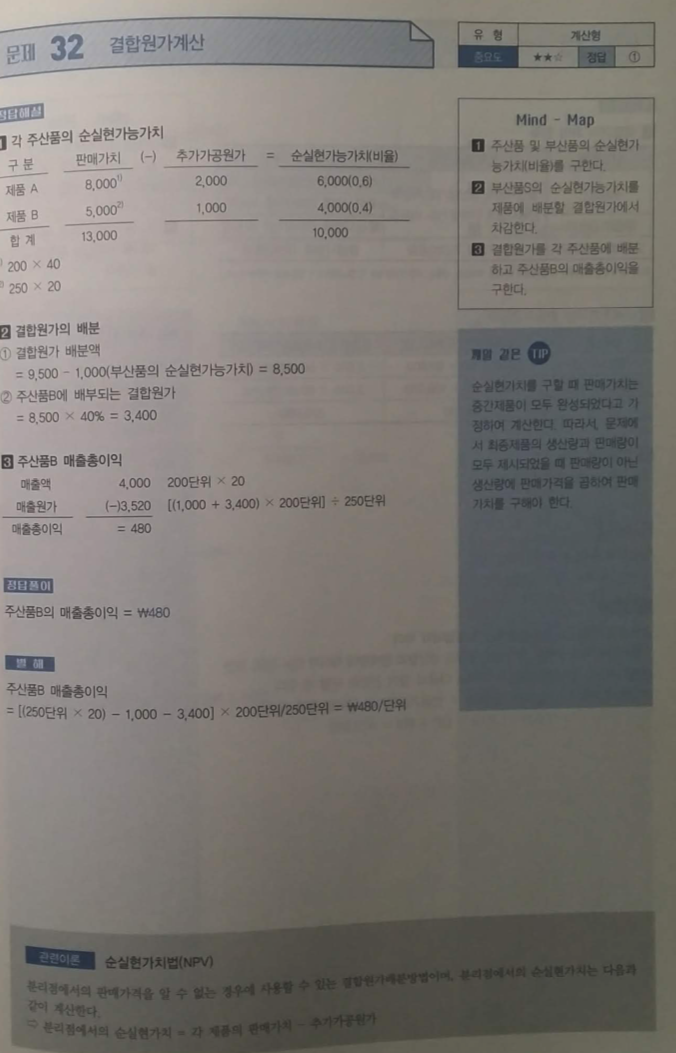 문제 32 결합원가계산
유 형 계산형
중요도 ★★☆ 정답 ①
정답해설
1 각 주산품의 순실현가능가치
구 분 판매가치 (-) 추가가공원가 = 순실현가능가치(비율)
제품 A 8,000¹⁾ 2,000 6,000(0.6)
제품 B 5,000²⁾ 1,000 4,000(0.4)
합 계 13,000 10,000
¹⁾ 200 × 40
²⁾ 250 × 20
2 결합원가의 배분
① 결합원가 배분액
= 9,500 - 1,000(부산품의 순실현가능가치) = 8,500
② 주산품B에 배부되는 결합원가
= 8,500 × 40% = 3,400
3 주산품B 매출총이익
매출액 4,000 200단위 × 20
매출원가 (-)3,520 [(1,000 + 3,400) × 200단위] ÷ 250단위
매출총이익 = 480
정답풀이
주산품B의 매출총이익 = ₩480
별 해
주산품B 매출총이익
= [(250단위 × 20) - 1,000 - 3,400] × 200단위/250단위 = ₩480/단위
Mind - Map
1 주산품 및 부산품의 순실현가
능가치(비율)를 구한다.
2 부산품S의 순실현가능가치를
제품에 배분할 결합원가에서
차감한다.
3 결합원가를 각 주산품에 배분
하고 주산품B의 매출총이익을
구한다.
깨알 같은 TIP
순실현가치를 구할 때 판매가치는
중간제품이 모두 완성되었다고 가
정하여 계산한다. 따라서, 문제에
서 최종제품의 생산량과 판매량이
모두 제시되었을 때 판매량이 아닌
생산량에 판매가격을 곱하여 판매
가치를 구해야 한다.
관련이론 순실현가치법(NPV)
분리점에서의 판매가격을 알 수 없는 경우에 사용할 수 있는 결합원가배분방법이며, 분리점에서의 순실현가치는 다음과
같이 계산한다.
⇨ 분리점에서의 순실현가치 = 각 제품의 판매가치 - 추가가공원가